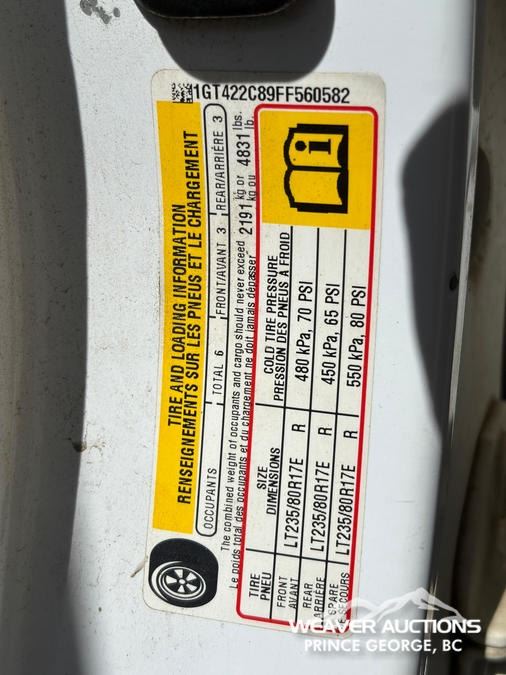 1GT422C89FF560582
TIRE AND LOADING INFORMATION
RENSEIGNEMENTS SUR LES PNEUS ET LE CHARGEMENT
OCCUPANTS TOTAL 6 FRONT/AVANT 3 REAR/ARRIÈRE 3
The combined weight of occupants and cargo should never exceed 2191 kg or 4831 lbs.
Le poids total des occupants et du chargement ne doit jamais dépasser kg ou lb.
TIRE SIZE COLD TIRE PRESSURE
PNEU DIMENSIONS PRESSION DES PNEUS À FROID
FRONT
AVANT LT235/80R17E R 480 kPa, 70 PSI
REAR
ARRIÈRE LT235/80R17E R 450 kPa, 65 PSI
SPARE
DE SECOURS LT235/80R17E R 550 kPa, 80 PSI
i
WEAVER AUCTIONS
PRINCE GEORGE, BC